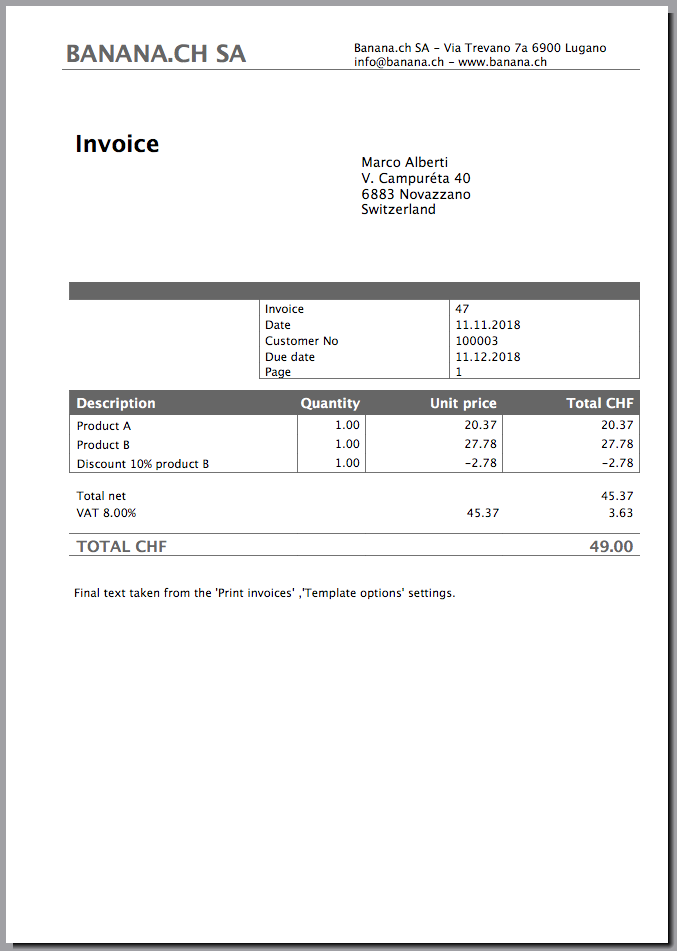 BANANA.CH SA
Banana.ch SA - Via Trevano 7a 6900 Lugano
info@banana.ch - www.banana.ch
Invoice
Marco Alberti
V. Campuréta 40
6883 Novazzano
Switzerland
Invoice 47
Date 11.11.2018
Customer No 100003
Due date 11.12.2018
Page 1
Description Quantity Unit price Total CHF
Product A 1.00 20.37 20.37
Product B 1.00 27.78 27.78
Discount 10% product B 1.00 -2.78 -2.78
Total net 45.37
VAT 8.00% 45.37 3.63
TOTAL CHF 49.00
Final text taken from the 'Print invoices' ,'Template options' settings.